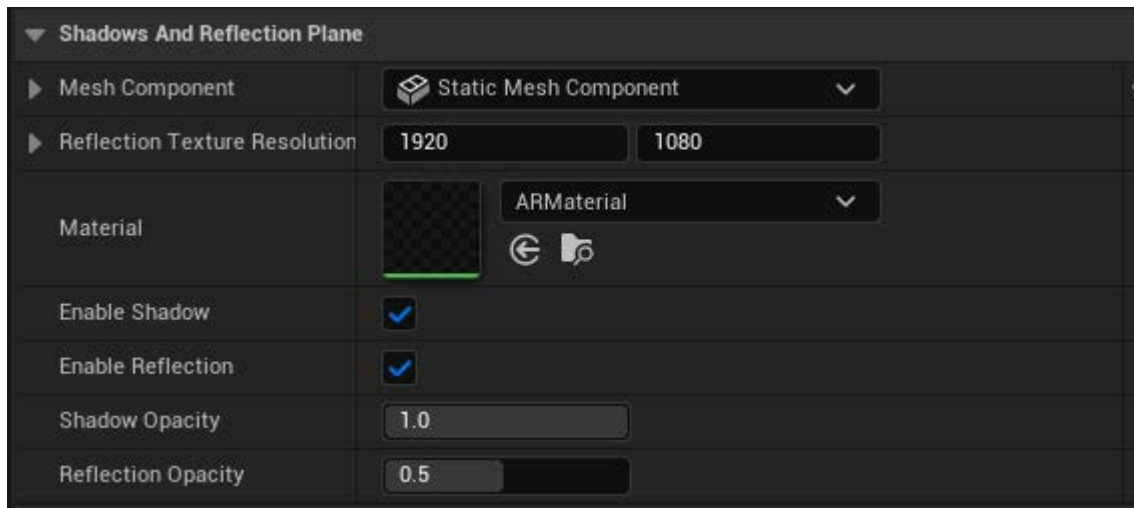 Shadows And Reflection Plane
Mesh Component Static Mesh Component
Reflection Texture Resolution 1920 1080
Material ARMaterial
Enable Shadow
Enable Reflection
Shadow Opacity 1.0
Reflection Opacity 0.5